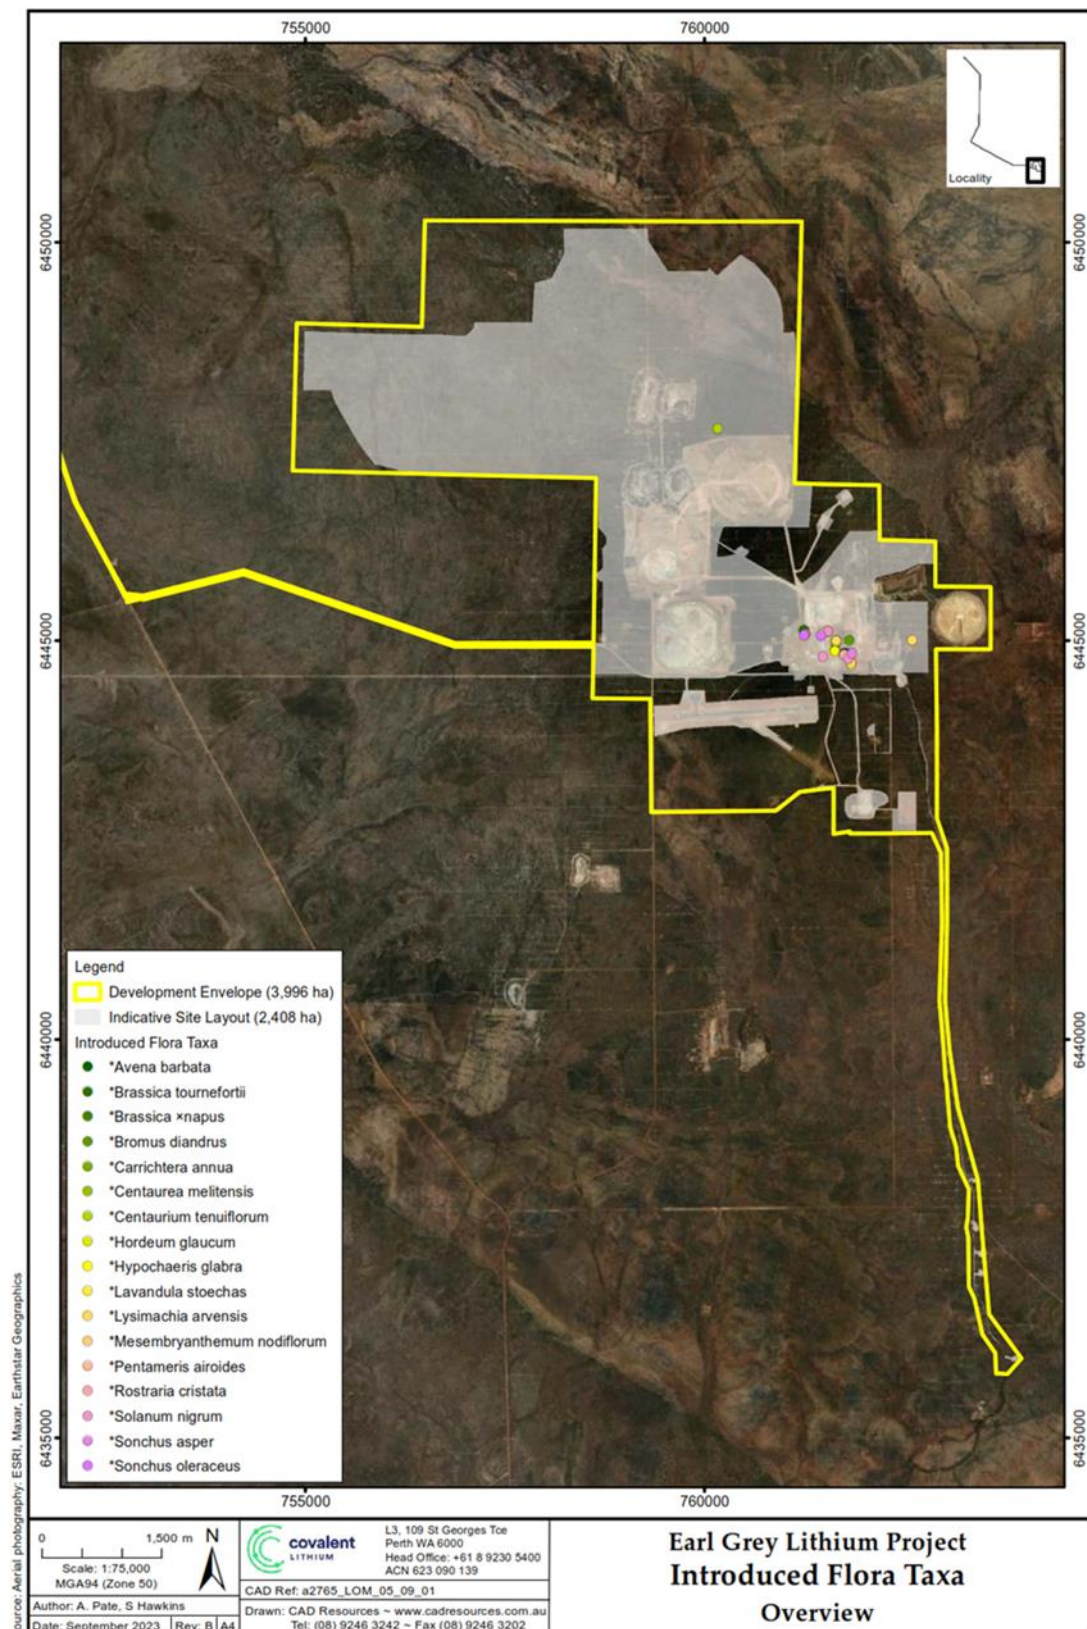 755000
760000
6450000
6450000
Locality
6445000
6445000
6440000
6440000
6435000
6435000
Legend
Development Envelope (3,996 ha)
Indicative Site Layout (2,408 ha)
Introduced Flora Taxa
*Avena barbata
*Brassica tournefortii
*Brassica ×napus
*Bromus diandrus
*Carrichtera annua
*Centaurea melitensis
*Centaurium tenuiflorum
*Hordeum glaucum
*Hypochaeris glabra
*Lavandula stoechas
*Lysimachia arvensis
*Mesembryanthemum nodiflorum
*Pentameris airoides
*Rostraria cristata
*Solanum nigrum
*Sonchus asper
*Sonchus oleraceus
755000
760000
ource: Aerial photography: ESRI, Maxar, Earthstar Geographics
0 1,500 m N
Scale: 1:75,000
MGA94 (Zone 50)
Author: A. Pate, S Hawkins
Date: September 2023 Rev: B A4
covalent
LITHIUM
L3, 109 St Georges Tce
Perth WA 6000
Head Office: +61 8 9230 5400
ACN 623 090 139
CAD Ref: a2765_LOM_05_09_01
Drawn: CAD Resources ~ www.cadresources.com.au
Tel: (08) 9246 3242 ~ Fax (08) 9246 3202
Earl Grey Lithium Project
Introduced Flora Taxa
Overview